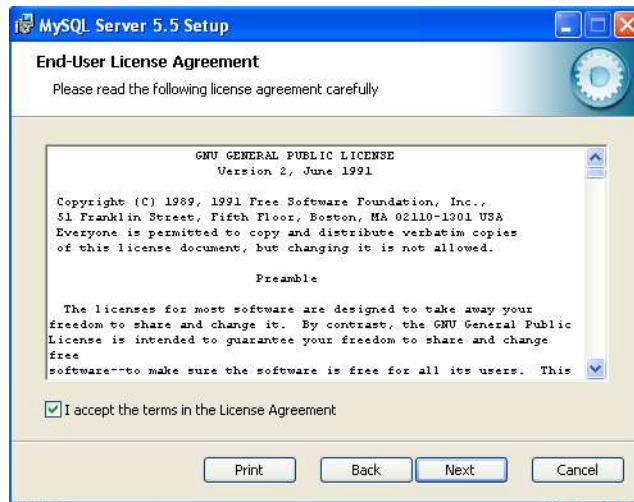 MySQL Server 5.5 Setup
End-User License Agreement
Please read the following license agreement carefully
GNU GENERAL PUBLIC LICENSE
Version 2, June 1991
Copyright (C) 1989, 1991 Free Software Foundation, Inc.,
51 Franklin Street, Fifth Floor, Boston, MA 02110-1301 USA
Everyone is permitted to copy and distribute verbatim copies
of this license document, but changing it is not allowed.
Preamble
The licenses for most software are designed to take away your
freedom to share and change it. By contrast, the GNU General Public
License is intended to guarantee your freedom to share and change
free
software--to make sure the software is free for all its users. This
I accept the terms in the License Agreement
Print Back Next Cancel